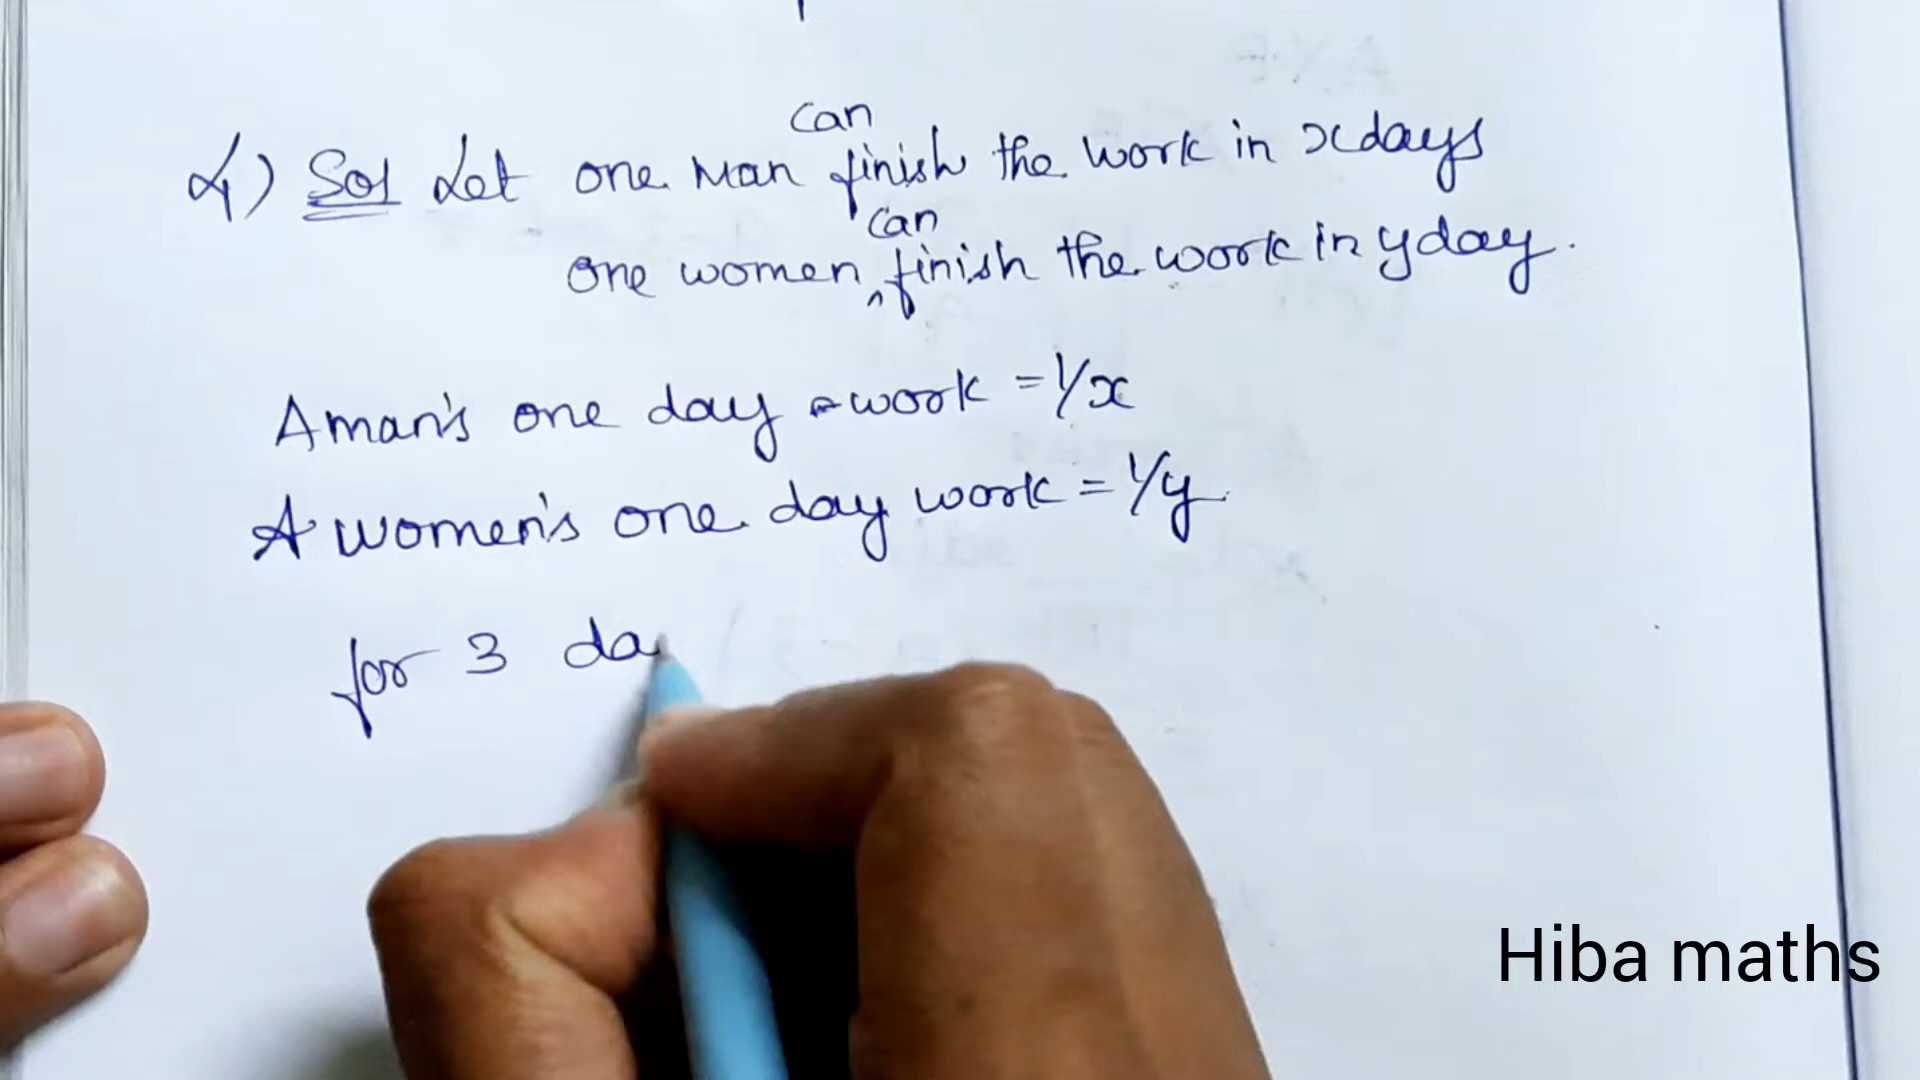 4) Sol Let one Man can finish the work in x days
one women can finish the work in y day.
A man's one day work = 1/x
A women's one day work = 1/y
for 3 da
Hiba maths